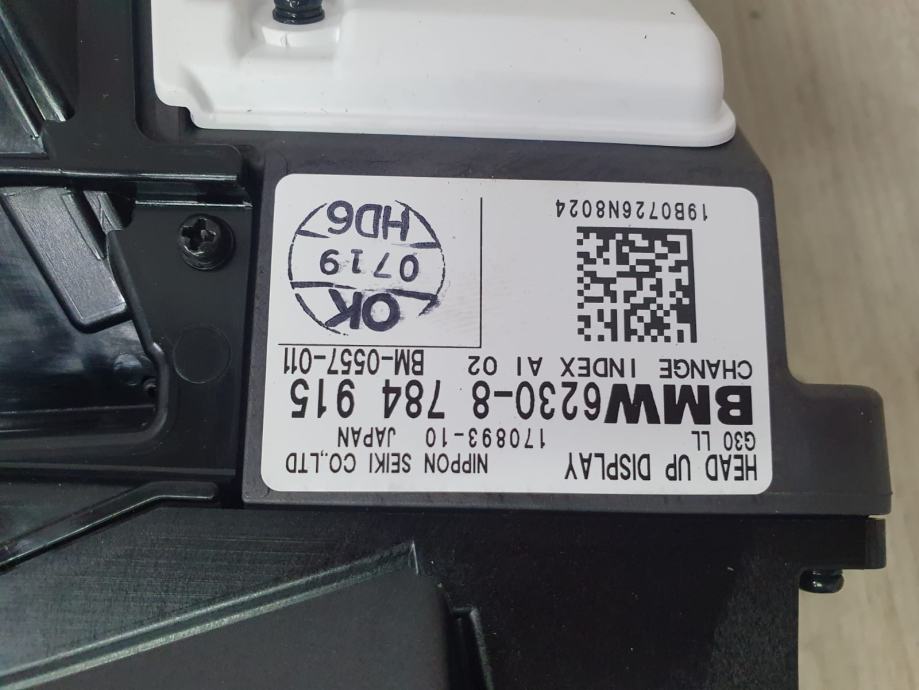 HEAD UP DISPLAY NIPPON SEIKI CO.,LTD
G30 LL 170893-10 JAPAN
BMW 6230-8 784 915
CHANGE INDEX AI 02 BM-0557-011
19B0726N8024
OK
0719
HD6